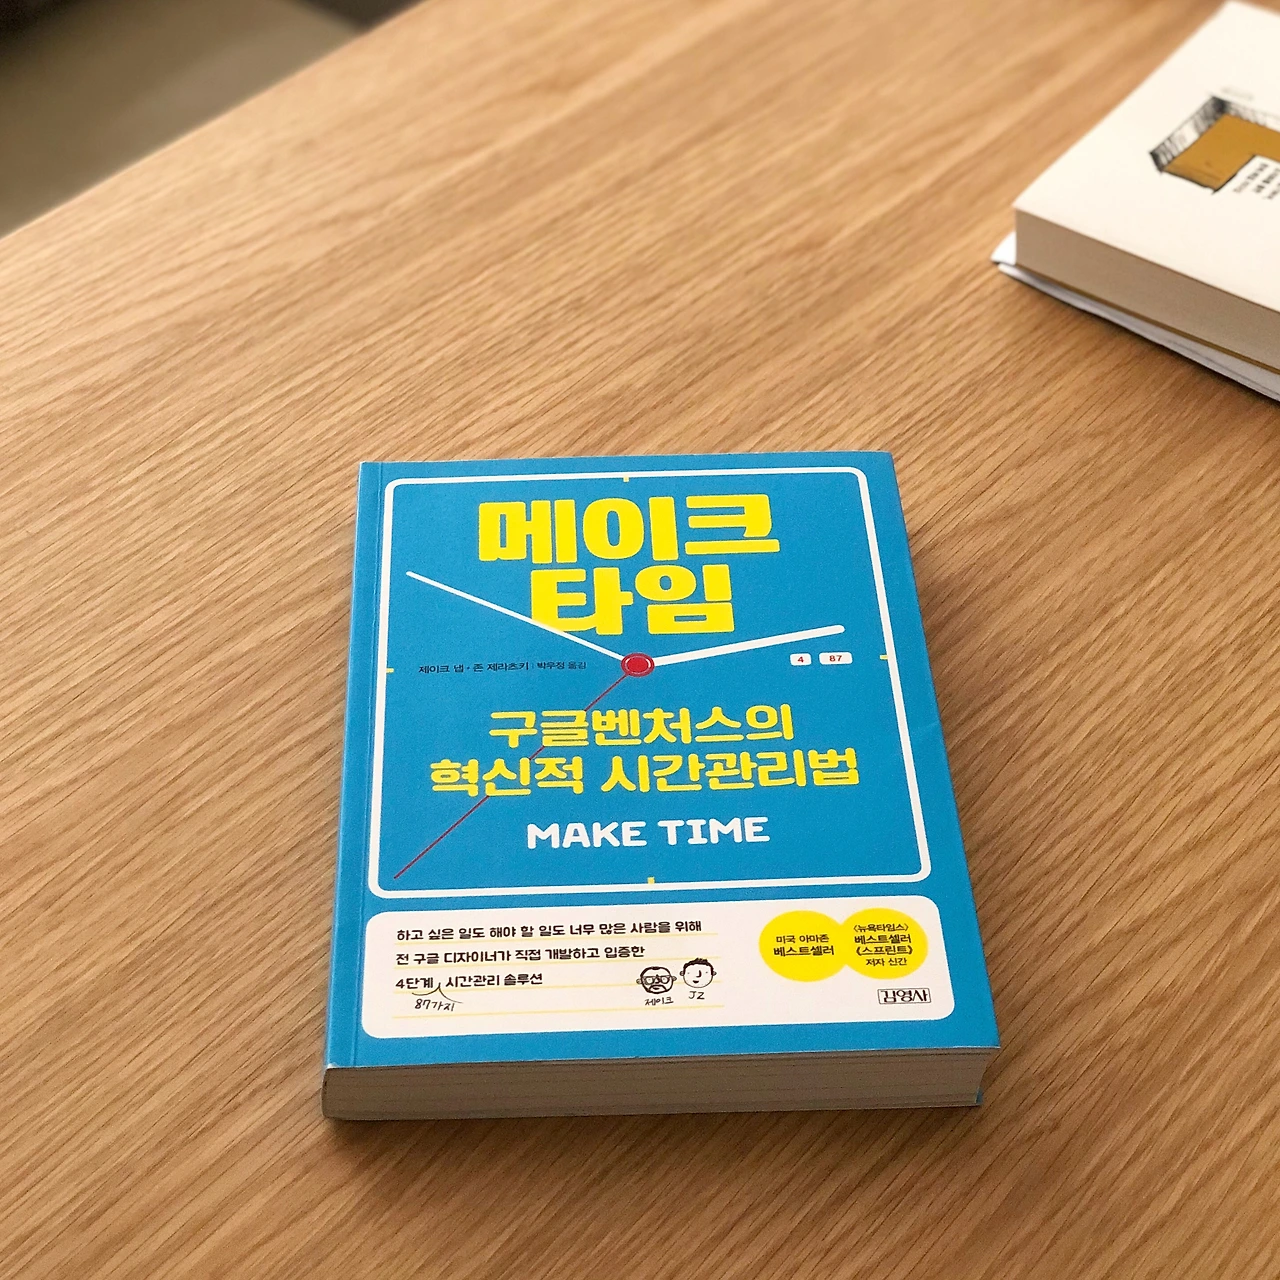 메이크
타임
제이크 냅·존 제라츠키 | 박우정 옮김
4 87
구글벤처스의
혁신적 시간관리법
MAKE TIME
하고 싶은 일도 해야 할 일도 너무 많은 사람을 위해
전 구글 디자이너가 직접 개발하고 입증한
4단계, 시간관리 솔루션
87가지
제이크
JZ
미국 아마존
베스트셀러
〈뉴욕타임스〉
베스트셀러
《스프린트》
저자 신간
김영사